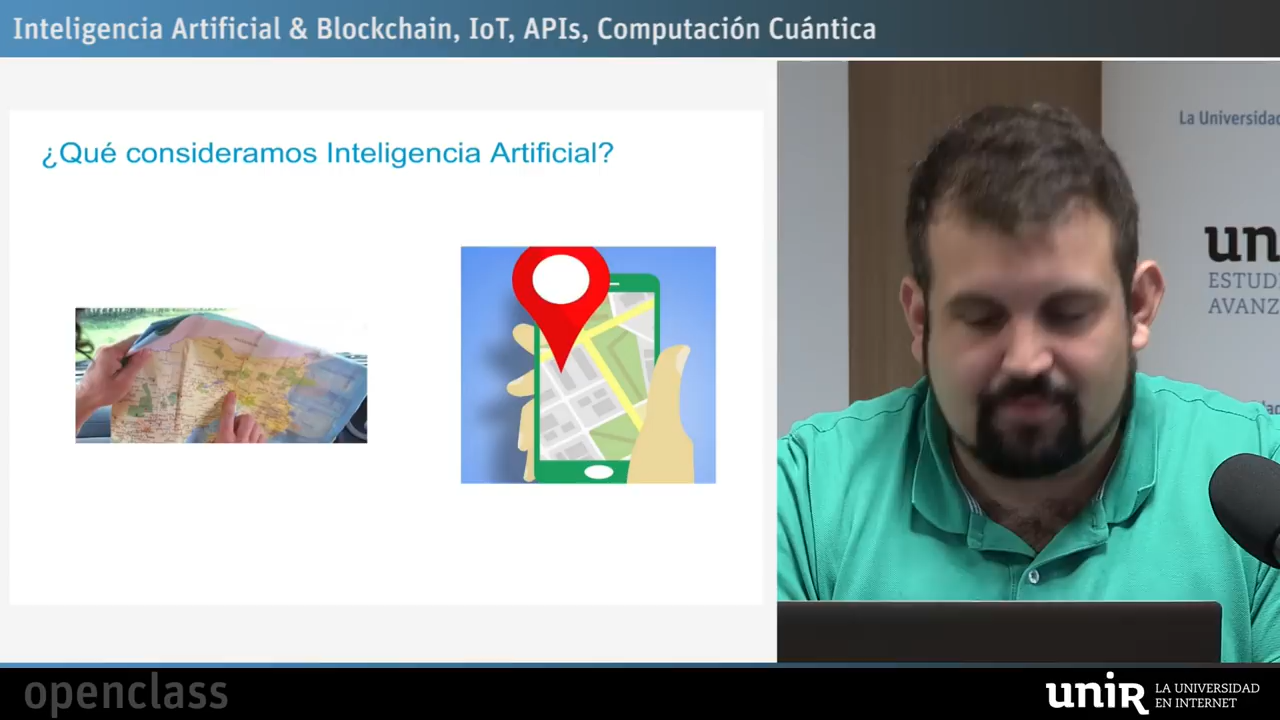 Inteligencia Artificial & Blockchain, IoT, APIs, Computación Cuántica
¿Qué consideramos Inteligencia Artificial?
La Universidad
un
ESTUD
AVANZ
openclass
unir LA UNIVERSIDAD
EN INTERNET